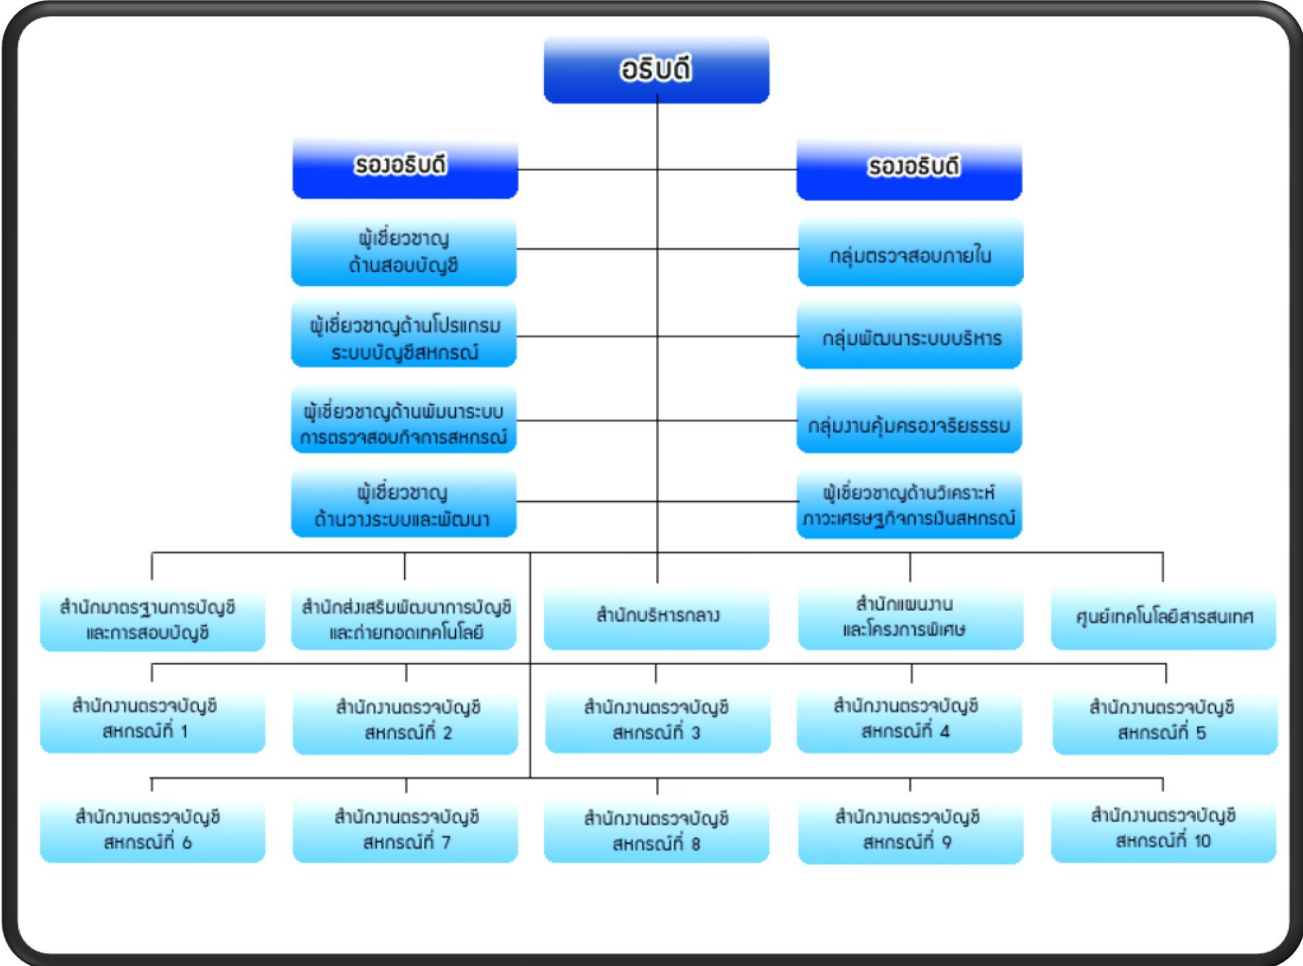 อธิบดี
รองอธิบดี
รองอธิบดี
ผู้เชี่ยวชาญ
ด้านสอบบัญชี
กลุ่มตรวจสอบภายใน
ผู้เชี่ยวชาญด้านโปรแกรม
ระบบบัญชีสหกรณ์
กลุ่มพัฒนาระบบบริหาร
ผู้เชี่ยวชาญด้านพัมนาระบบ
การตรวจสอบกิจการสหกรณ์
กลุ่มงานคุ้มครองจริยธรรม
ผู้เชี่ยวชาญ
ด้านวางระบบและพัฒนา
ผู้เชี่ยวชาญด้านวิเคราะห์
ภาวะเศรษฐกิจการเงินสหกรณ์
สำนักมาตรฐานการบัญชี
และการสอบบัญชี
สำนักส่งเสริมพัฒนาการบัญชี
และถ่ายทอดเทคโนโลยี
สำนักบริหารกลาง
สำนักแผนงาน
และโครงการพิเศษ
ศูนย์เทคโนโลยีสารสนเทศ
สำนักงานตรวจบัญชี
สหกรณ์ที่ 1
สำนักงานตรวจบัญชี
สหกรณ์ที่ 2
สำนักงานตรวจบัญชี
สหกรณ์ที่ 3
สำนักงานตรวจบัญชี
สหกรณ์ที่ 4
สำนักงานตรวจบัญชี
สหกรณ์ที่ 5
สำนักงานตรวจบัญชี
สหกรณ์ที่ 6
สำนักงานตรวจบัญชี
สหกรณ์ที่ 7
สำนักงานตรวจบัญชี
สหกรณ์ที่ 8
สำนักงานตรวจบัญชี
สหกรณ์ที่ 9
สำนักงานตรวจบัญชี
สหกรณ์ที่ 10